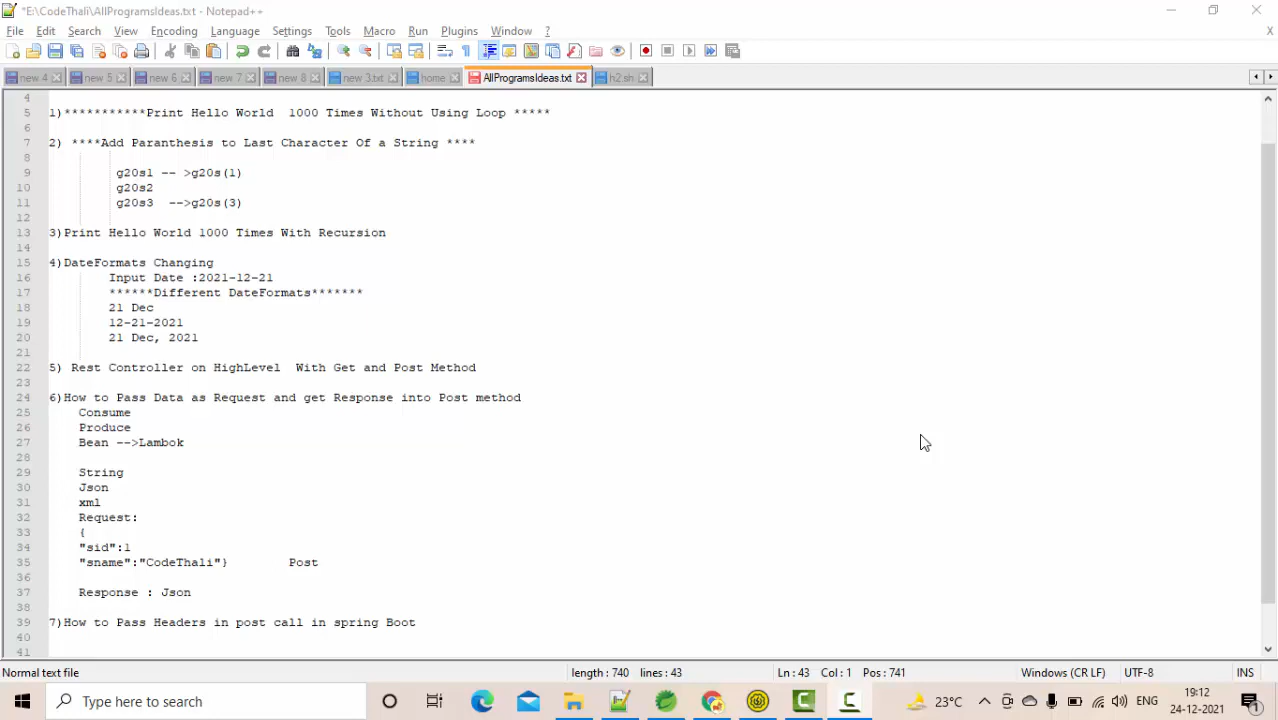 *E:\CodeThali\AllProgramsIdeas.txt - Notepad++
File Edit Search View Encoding Language Settings Tools Macro Run Plugins Window ? X
new 4 new 5 new 6 new 7 new 8 new 3.txt home AllProgramsIdeas.txt h2.sh
4
5 1)***********Print Hello World  1000 Times Without Using Loop *****
6
7 2) ****Add Paranthesis to Last Character Of a String ****
8
9 g20s1 -- >g20s(1)
10 g20s2
11 g20s3  -->g20s(3)
12
13 3)Print Hello World 1000 Times With Recursion
14
15 4)DateFormats Changing
16 Input Date :2021-12-21
17 ******Different DateFormats*******
18 21 Dec
19 12-21-2021
20 21 Dec, 2021
21
22 5) Rest Controller on HighLevel  With Get and Post Method
23
24 6)How to Pass Data as Request and get Response into Post method
25 Consume
26 Produce
27 Bean -->Lambok
28
29 String
30 Json
31 xml
32 Request:
33 {
34 "sid":1
35 "sname":"CodeThali"}        Post
36
37 Response : Json
38
39 7)How to Pass Headers in post call in spring Boot
40
41
Normal text file length : 740 lines : 43 Ln : 43 Col : 1 Pos : 741 Windows (CR LF) UTF-8 INS
Type here to search 23°C ENG 19:12
24-12-2021 1